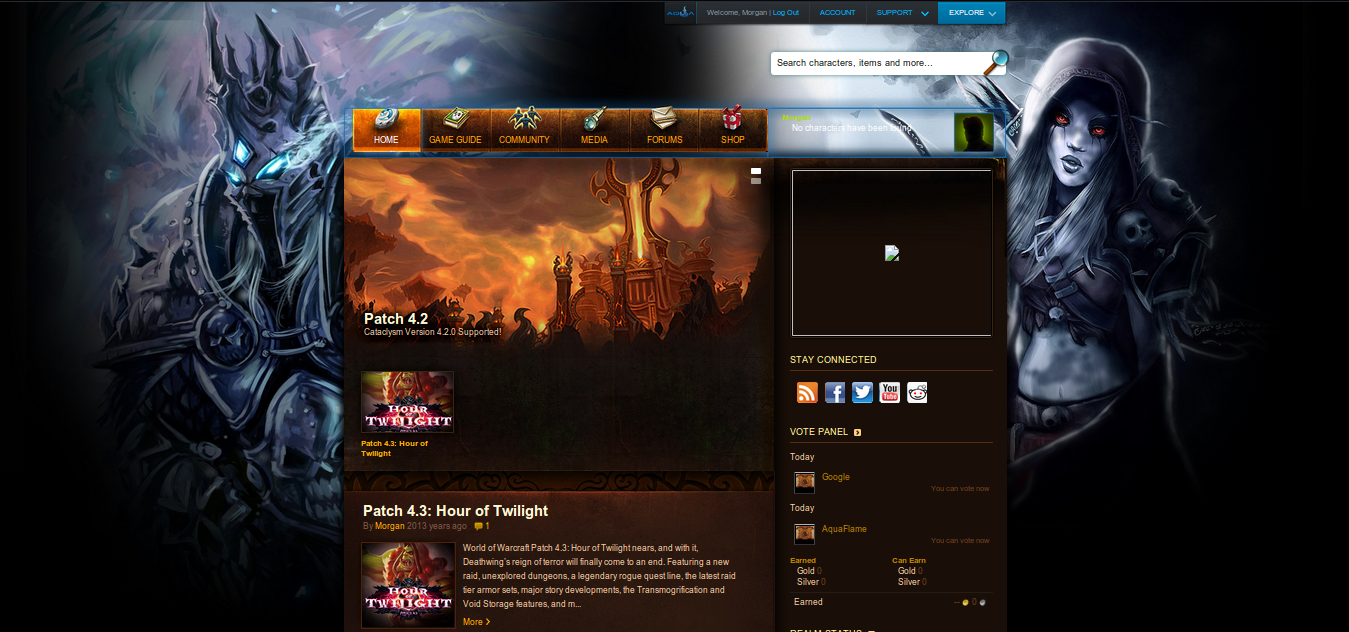 AQUA
Welcome, Morgan | Log Out
ACCOUNT
SUPPORT
EXPLORE
Search characters, items and more...
HOME
GAME GUIDE
COMMUNITY
MEDIA
FORUMS
SHOP
Morgan
No characters have been found
Patch 4.2
Cataclysm Version 4.2.0 Supported!
HOUR OF
TWILIGHT
Patch 4.3: Hour of
Twilight
Patch 4.3: Hour of Twilight
By Morgan 2013 years ago 1
HOUR OF
TWILIGHT
World of Warcraft Patch 4.3: Hour of Twilight nears, and with it,
Deathwing's reign of terror will finally come to an end. Featuring a new
raid, unexplored dungeons, a legendary rogue quest line, the latest raid
tier armor sets, major story developments, the Transmogrification and
Void Storage features, and m...
More
STAY CONNECTED
You
Tube
VOTE PANEL
Today
Google
You can vote now
Today
AquaFlame
You can vote now
Earned
Can Earn
Gold 0
Gold 0
Silver 0
Silver 0
Earned
0